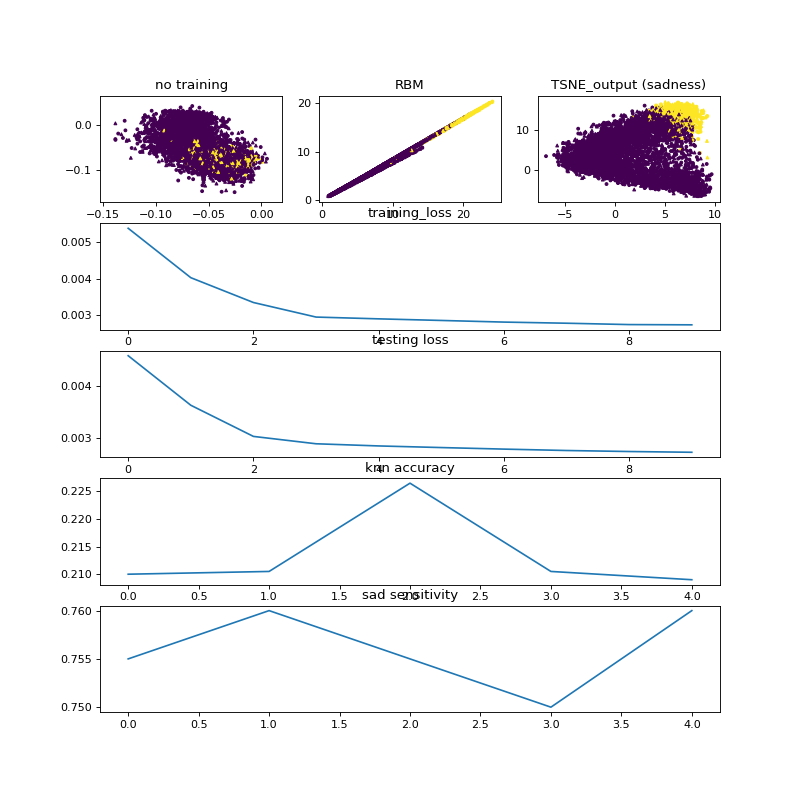 no training RBM TSNE_output (sadness)
0.0 20 10
−0.1 10 0
0
−0.15 −0.10 −0.05 0.00 0 10 20 −5 0 5 10
training_loss
0.005
0.004
0.003
0 2 4 6 8
testing loss
0.004
0.003
0 2 4 6 8
knn accuracy
0.225
0.220
0.215
0.210
0.0 0.5 1.0 1.5 2.0 2.5 3.0 3.5 4.0
sad sensitivity
0.760
0.755
0.750
0.0 0.5 1.0 1.5 2.0 2.5 3.0 3.5 4.0